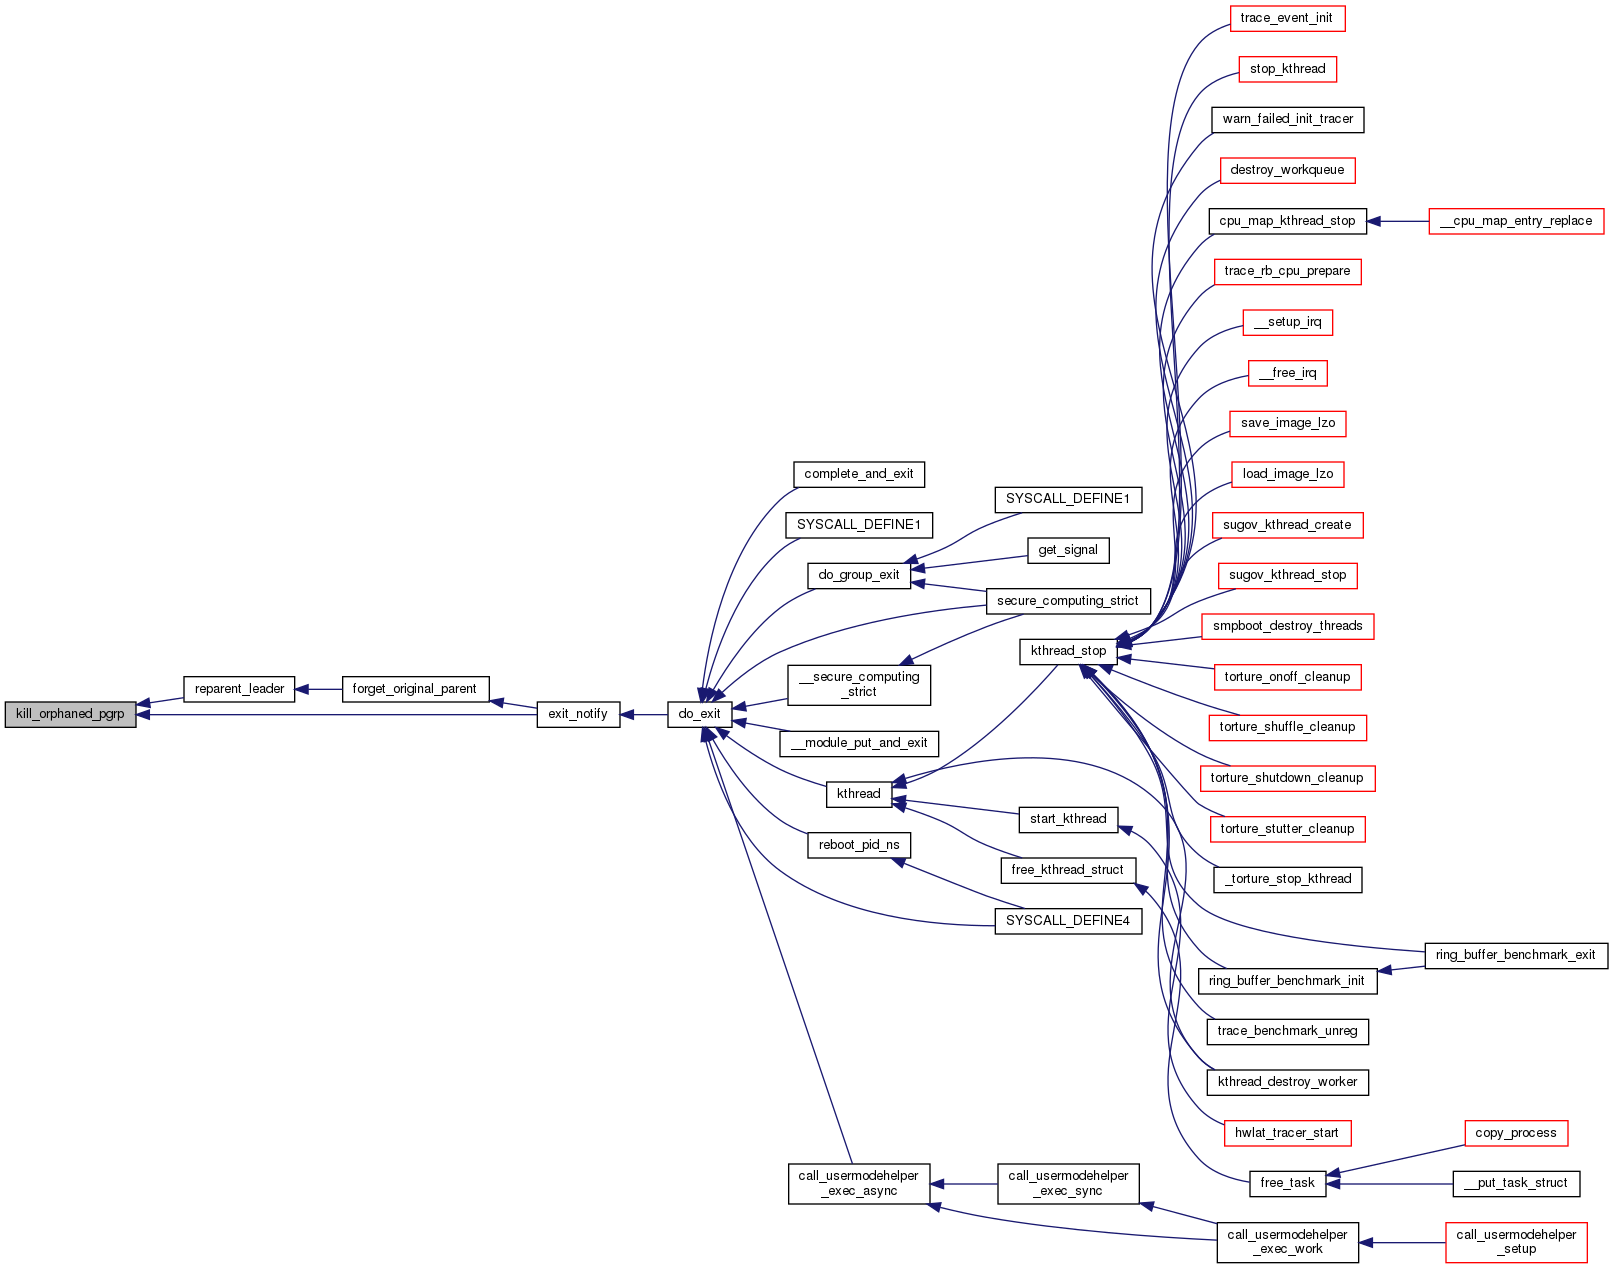 trace_event_init
stop_kthread
warn_failed_init_tracer
destroy_workqueue
cpu_map_kthread_stop
__cpu_map_entry_replace
trace_rb_cpu_prepare
__setup_irq
__free_irq
save_image_lzo
load_image_lzo
complete_and_exit
SYSCALL_DEFINE1
SYSCALL_DEFINE1
sugov_kthread_create
get_signal
do_group_exit
sugov_kthread_stop
secure_computing_strict
smpboot_destroy_threads
kthread_stop
torture_onoff_cleanup
__secure_computing
_strict
reparent_leader
forget_original_parent
kill_orphaned_pgrp
exit_notify
do_exit
torture_shuffle_cleanup
__module_put_and_exit
torture_shutdown_cleanup
kthread
start_kthread
torture_stutter_cleanup
reboot_pid_ns
free_kthread_struct
_torture_stop_kthread
SYSCALL_DEFINE4
ring_buffer_benchmark_exit
ring_buffer_benchmark_init
trace_benchmark_unreg
kthread_destroy_worker
hwlat_tracer_start
copy_process
call_usermodehelper
_exec_async
call_usermodehelper
_exec_sync
free_task
__put_task_struct
call_usermodehelper
_exec_work
call_usermodehelper
_setup